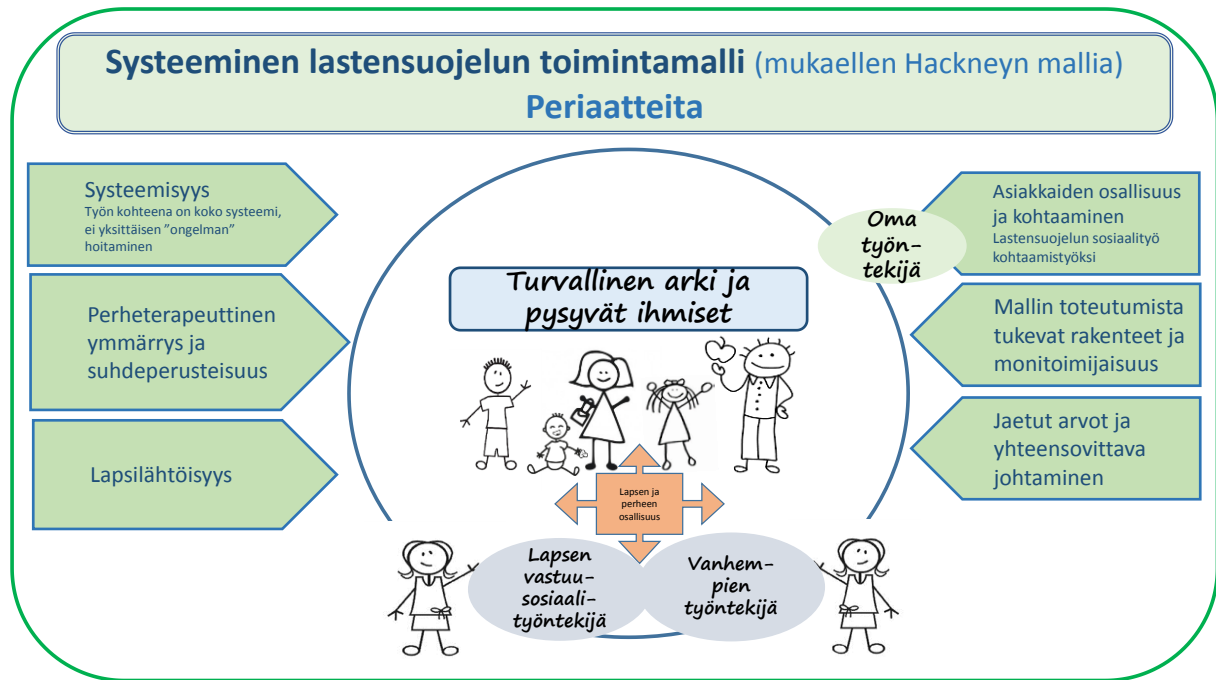 Systeeminen lastensuojelun toimintamalli (mukaellen Hackneyn mallia)
Periaatteita
Systeemisyys
Työn kohteena on koko systeemi,
ei yksittäisen ”ongelman”
hoitaminen
Perheterapeuttinen
ymmärrys ja
suhdeperusteisuus
Lapsilähtöisyys
Turvallinen arki ja
pysyvät ihmiset
Lapsen ja
perheen
osallisuus
Lapsen
vastuu-
sosiaali-
työntekijä
Vanhem-
pien
työntekijä
Oma
työn-
tekijä
Asiakkaiden osallisuus
ja kohtaaminen
Lastensuojelun sosiaalityö
kohtaamistyöksi
Mallin toteutumista
tukevat rakenteet ja
monitoimijaisuus
Jaetut arvot ja
yhteensovittava
johtaminen